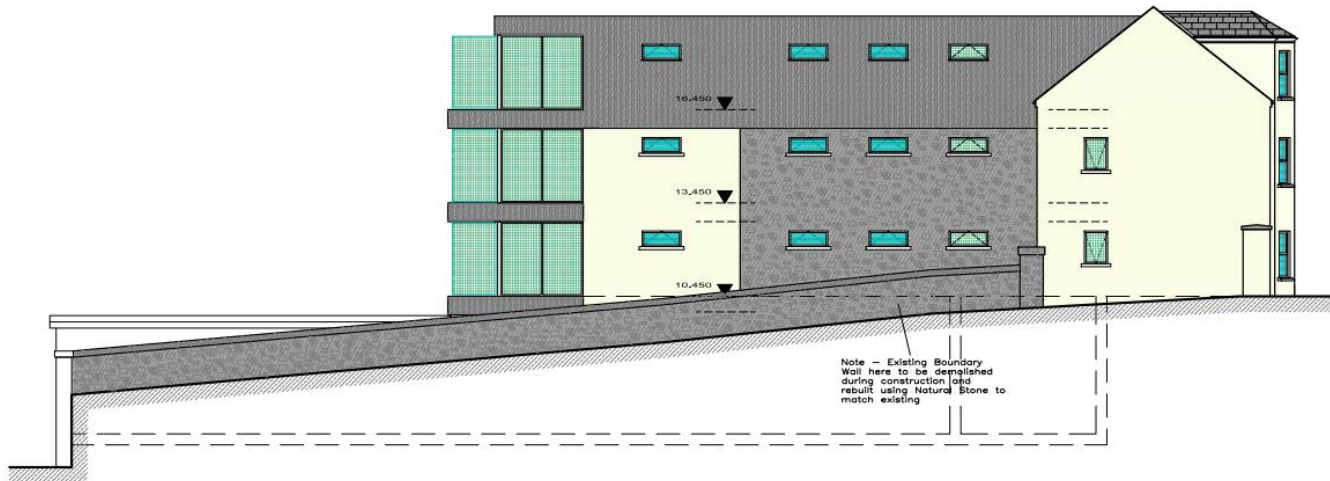 16.450
13.450
10.450
Note – Existing Boundary
Wall here to be demolished
during construction and
rebuilt using Natural Stone to
match existing